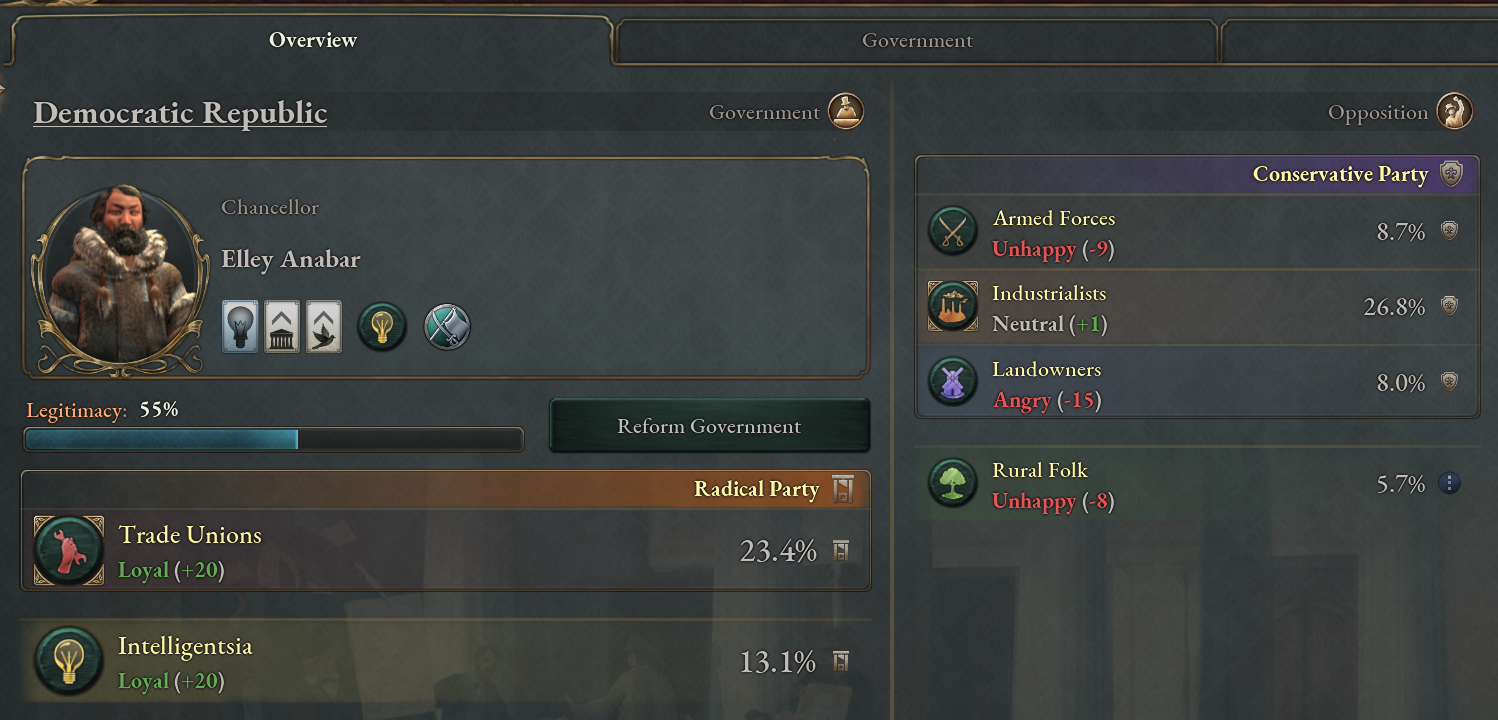 Overview
Government
Democratic Republic
Government
Chancellor
Elley Anabar
Legitimacy: 55%
Reform Government
Radical Party
Trade Unions
Loyal (+20)
23.4%
Intelligentsia
Loyal (+20)
13.1%
Opposition
Conservative Party
Armed Forces
Unhappy (-9)
8.7%
Industrialists
Neutral (+1)
26.8%
Landowners
Angry (-15)
8.0%
Rural Folk
Unhappy (-8)
5.7%